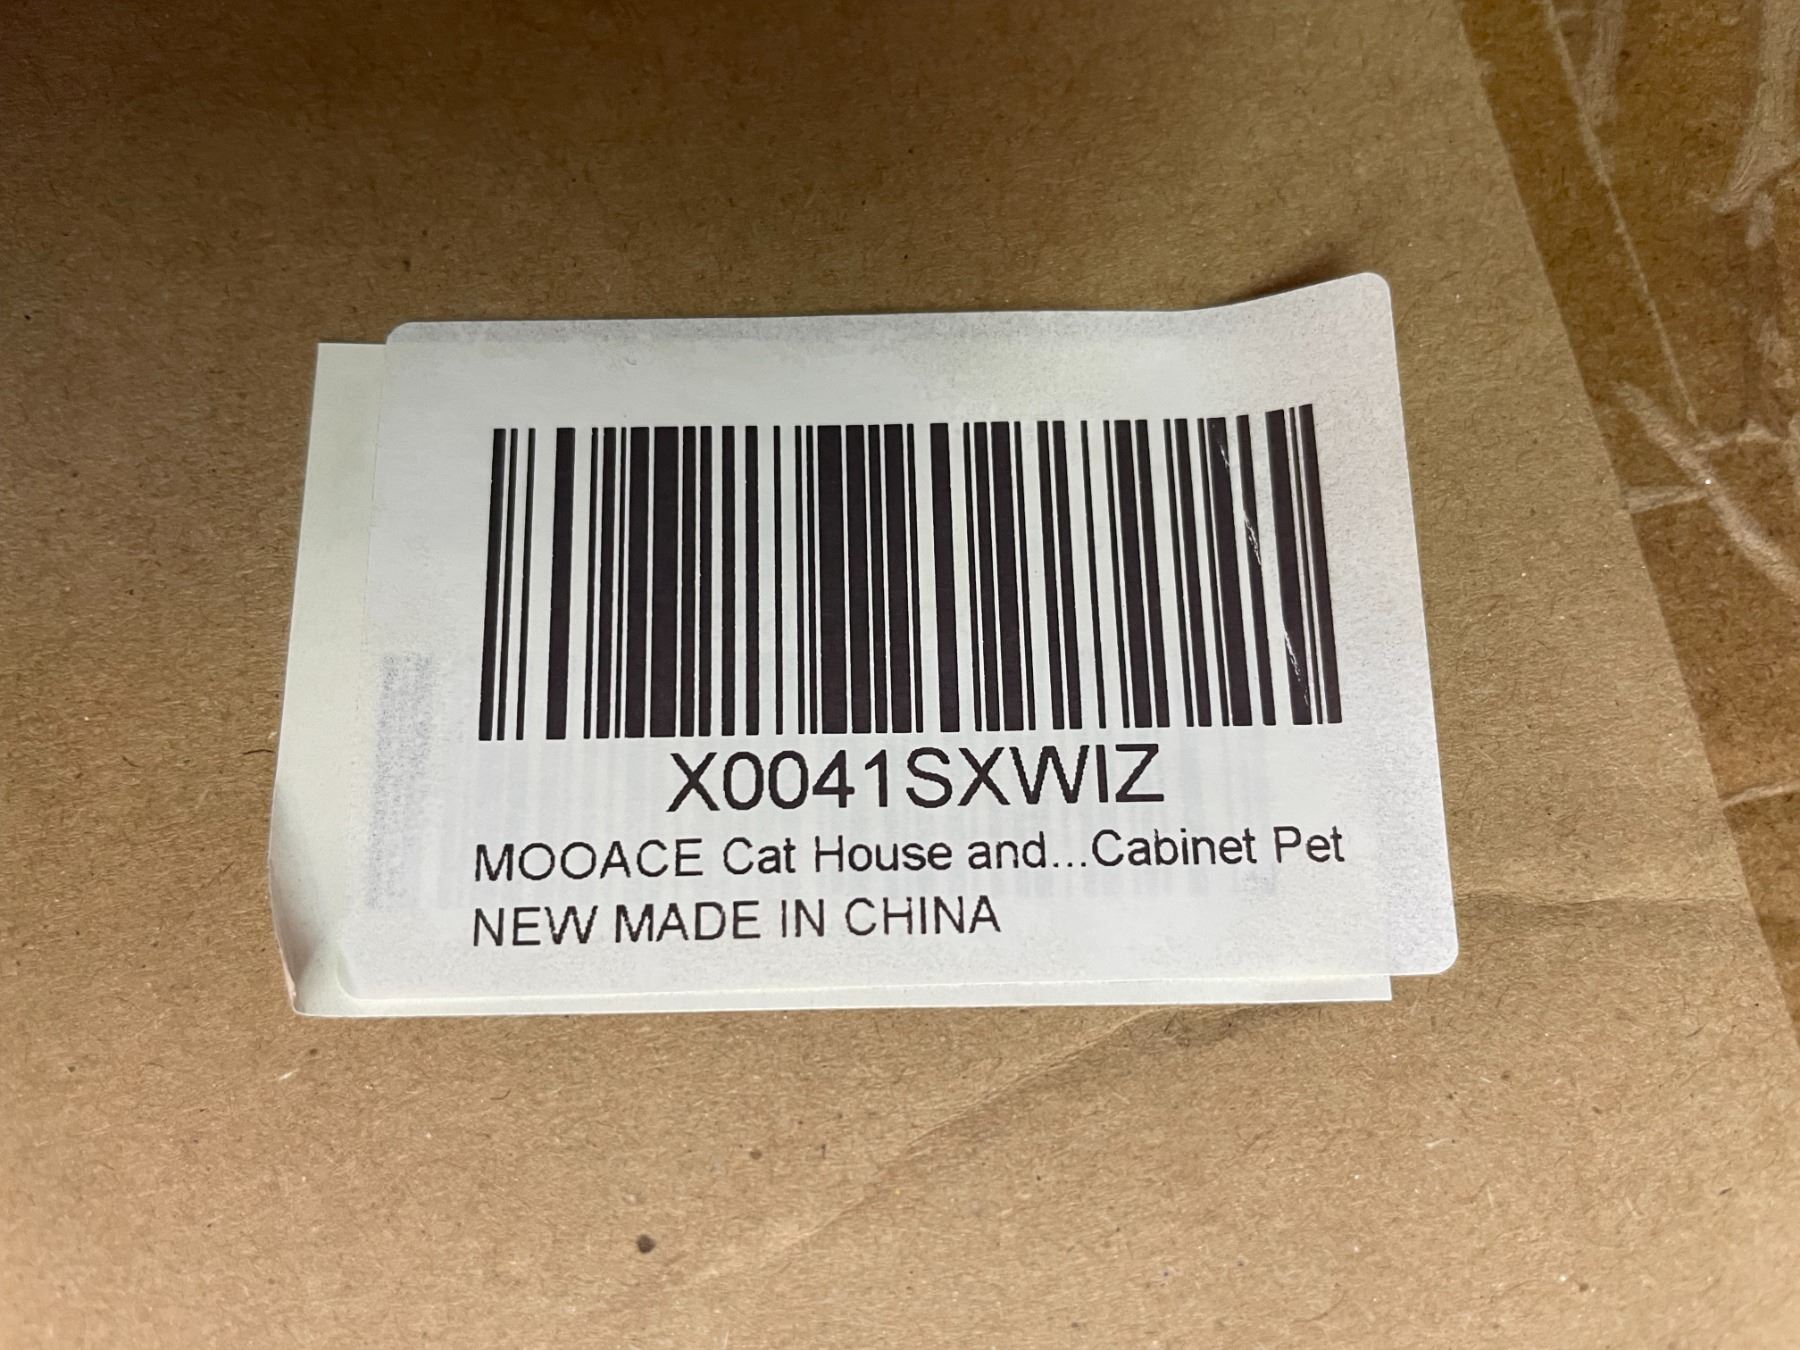 X0041SXWIZ
MOOACE Cat House and...Cabinet Pet
NEW MADE IN CHINA